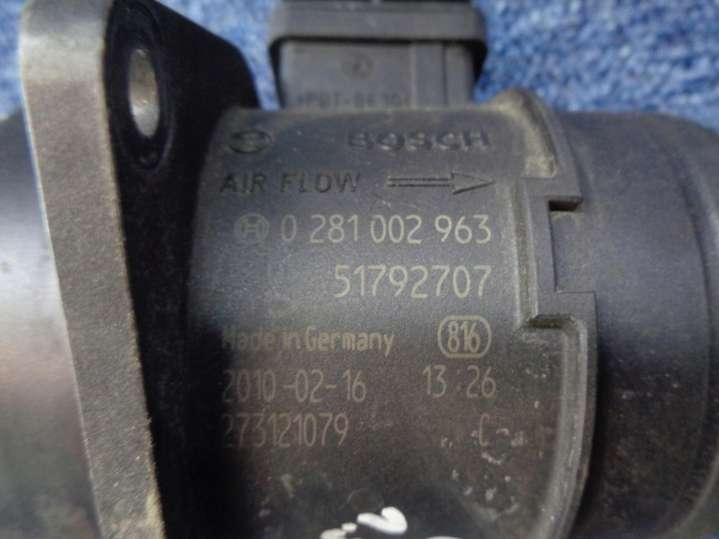 BOSCH
AIR FLOW
0 281 002 963
51792707
Made in Germany 816
2010-02-16 13 26
273121079 C